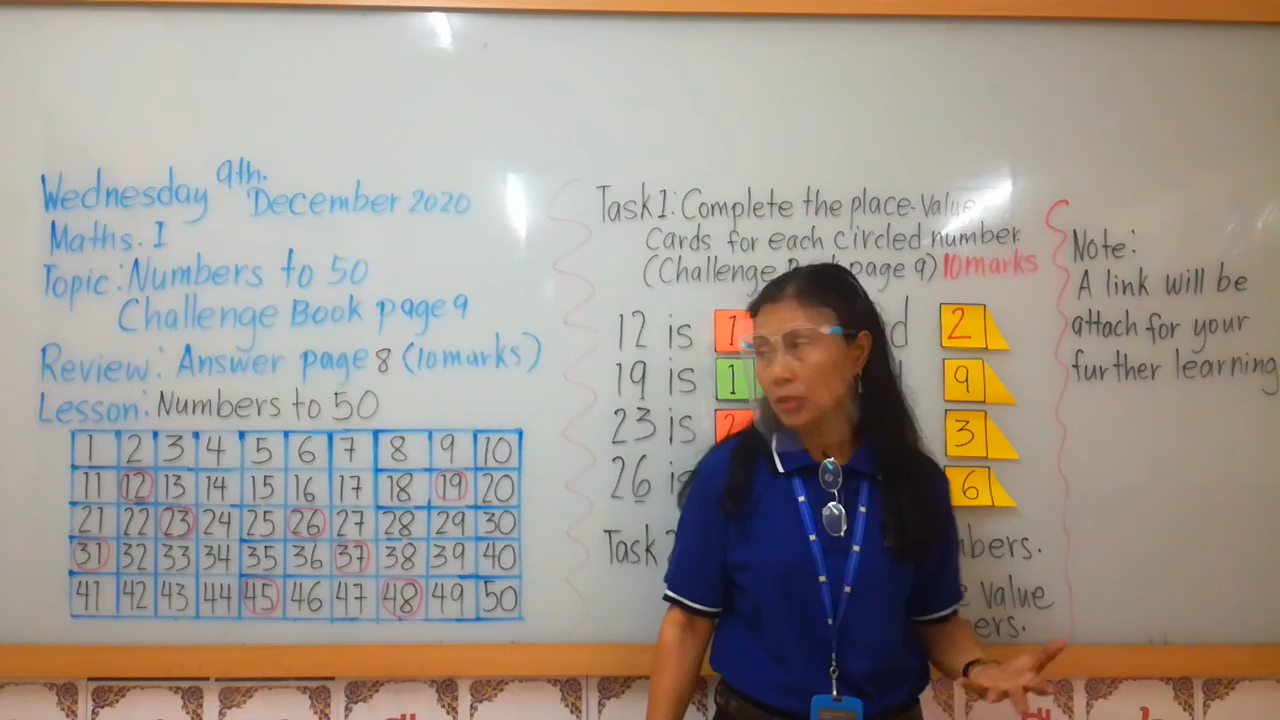 Wednesday 9th. December 2020
Maths. I
Topic: Numbers to 50
Challenge Book page 9
Review: Answer page 8 (10 marks)
Lesson: Numbers to 50
1 2 3 4 5 6 7 8 9 10
11 12 13 14 15 16 17 18 19 20
21 22 23 24 25 26 27 28 29 30
31 32 33 34 35 36 37 38 39 40
41 42 43 44 45 46 47 48 49 50
Task 1: Complete the place-value
Cards for each circled number.
(Challenge Book page 9) 10marks
12 is 1 2
19 is 1 9
23 is 2 3
26 is 6
Task
value
Note:
A link will be
attach for your
further learning